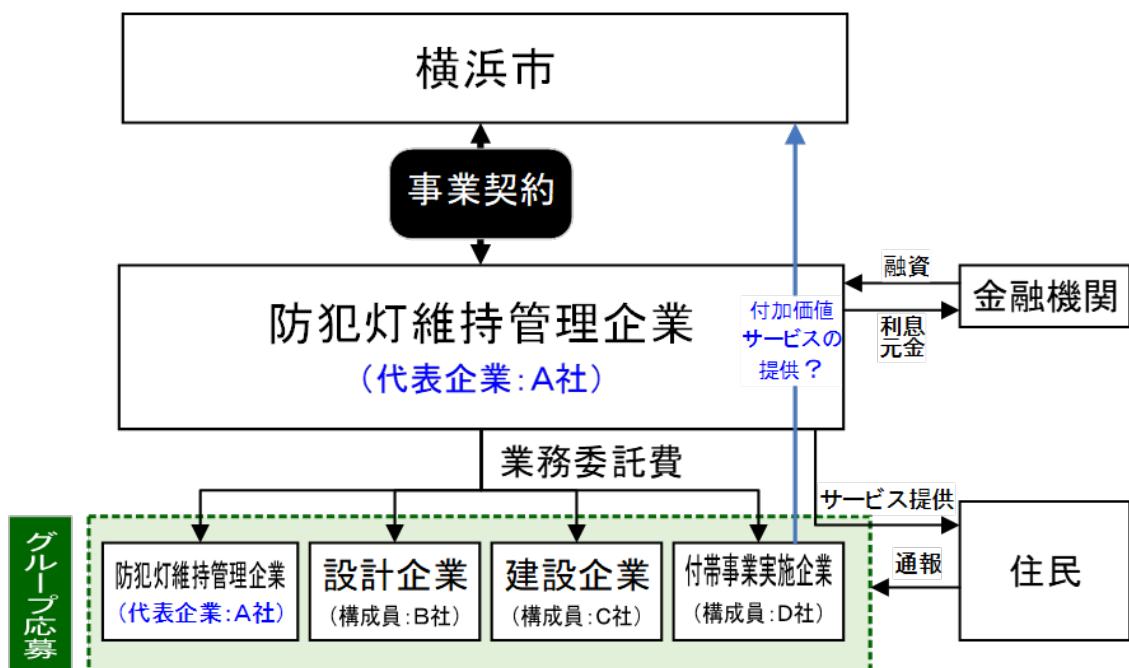 横浜市
事業契約
防犯灯維持管理企業
（代表企業：A社）
付加価値
サービスの
提供？
融資
利息
元金
金融機関
業務委託費
サービス提供
通報
住民
グループ応募
防犯灯維持管理企業
（代表企業：A社）
設計企業
（構成員：B社）
建設企業
（構成員：C社）
付帯事業実施企業
（構成員：D社）